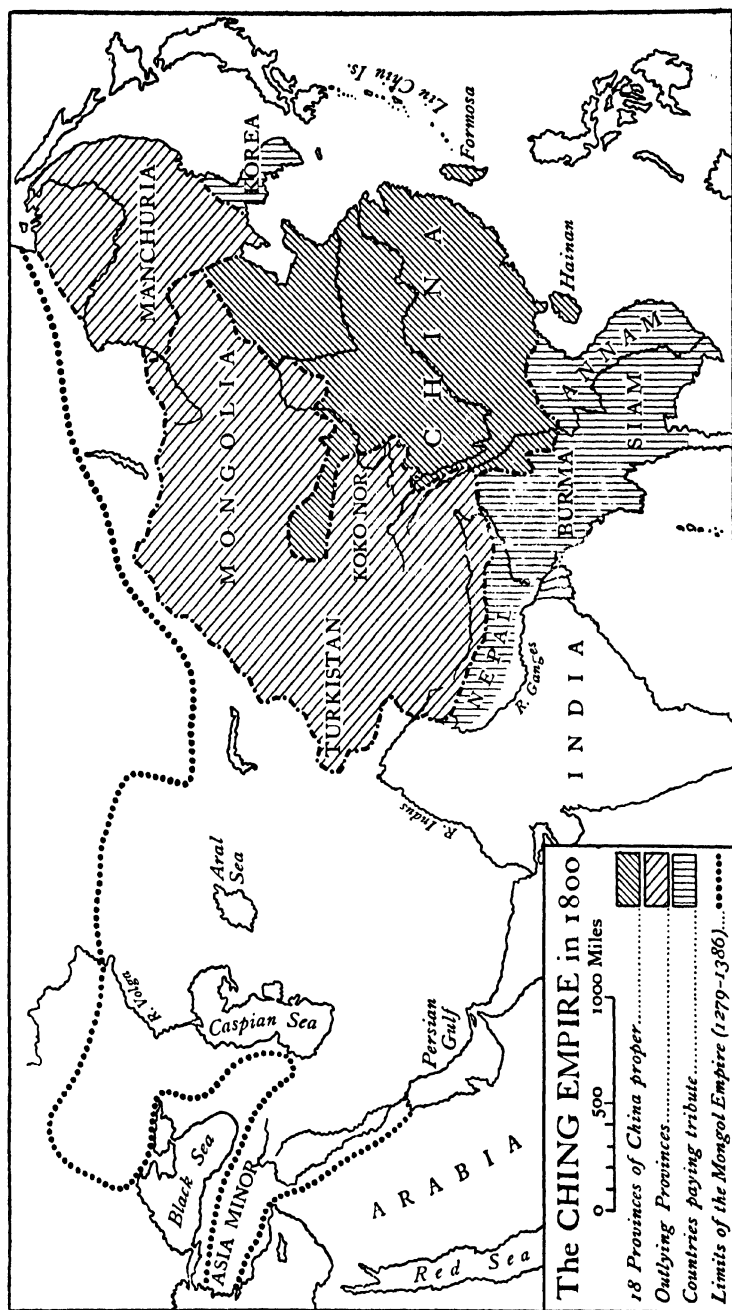 The CHING EMPIRE in 1800
0 500 1000 Miles
18 Provinces of China proper
Outlying Provinces
Countries paying tribute
Limits of the Mongol Empire (1279-1386)
R. Volga
Aral
Sea
Caspian Sea
Black Sea
ASIA MINOR
Persian
Gulf
ARABIA
Red Sea
MANCHURIA
MONGOLIA
KOREA
Liu Chiu Is.
Formosa
TURKISTAN
KOKO NOR
CHINA
Hainan
R. Indus
NEPAL
R. Ganges
INDIA
BURMA
ANNAM
SIAM